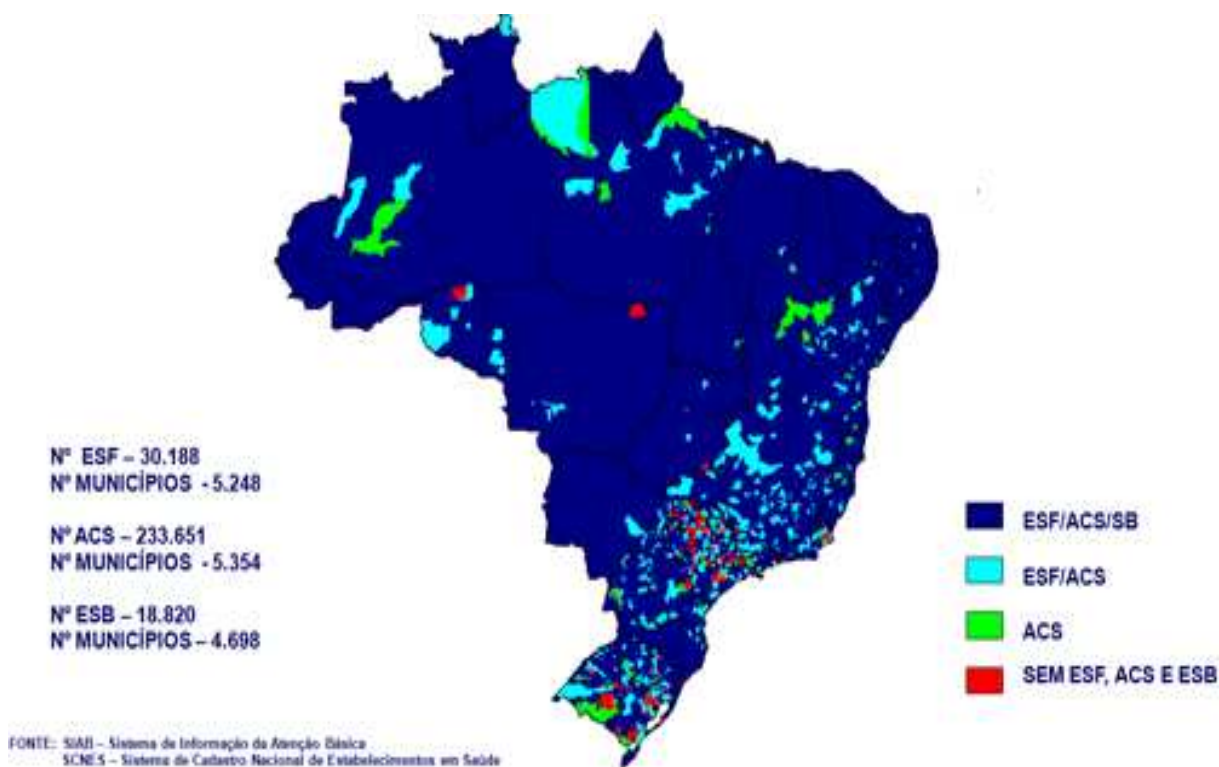 Nº ESF – 30.188
Nº MUNICÍPIOS - 5.248
Nº ACS – 233.651
Nº MUNICÍPIOS - 5.354
Nº ESB – 18.820
Nº MUNICÍPIOS – 4.698
ESF/ACS/SB
ESF/ACS
ACS
SEM ESF, ACS E ESB
FONTE: SIAB – Sistema de Informação da Atenção Básica
SCNES – Sistema de Cadastro Nacional de Estabelecimentos em Saúde